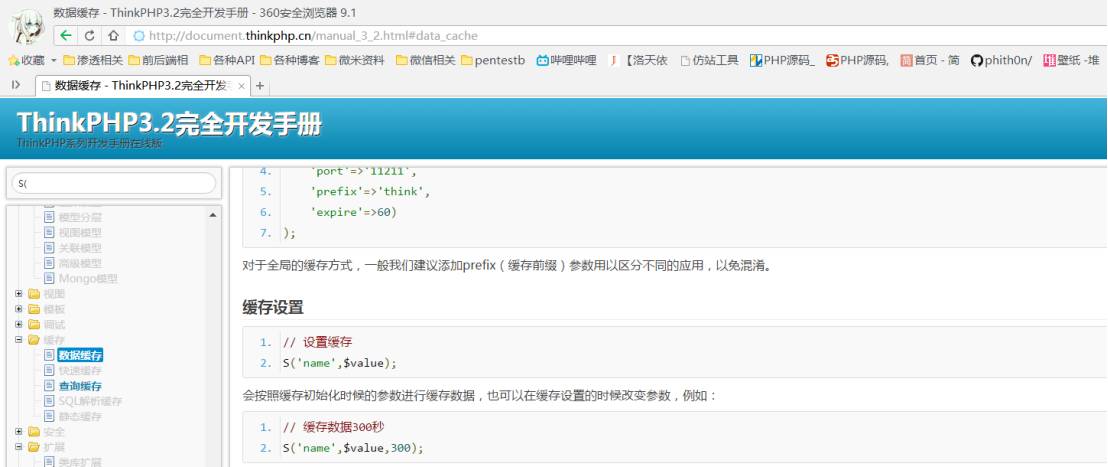 数据缓存 - ThinkPHP3.2完全开发手册 - 360安全浏览器 9.1
http://document.thinkphp.cn/manual_3_2.html#data_cache
收藏 渗透相关 前后端相 各种API 各种博客 微米资料 微信相关 pentestb 哔哩哔哩 【洛天依 仿站工具 PHP源码_ PHP源码, 首页 - 简 phith0n/ 壁纸 -堆
数据缓存 - ThinkPHP3.2完全开发
ThinkPHP3.2完全开发手册
ThinkPHP系列开发手册在线版
S(
模型分层
视图模型
关联模型
高级模型
Mongo模型
视图
模板
调试
缓存
数据缓存
快速缓存
查询缓存
SQL解析缓存
静态缓存
安全
扩展
类库扩展
4. 'port'=>'11211',
5. 'prefix'=>'think',
6. 'expire'=>60)
7. );
对于全局的缓存方式，一般我们建议添加prefix（缓存前缀）参数用以区分不同的应用，以免混淆。
缓存设置
1. // 设置缓存
2. S('name',$value);
会按照缓存初始化时候的参数进行缓存数据，也可以在缓存设置的时候改变参数，例如：
1. // 缓存数据300秒
2. S('name',$value,300);